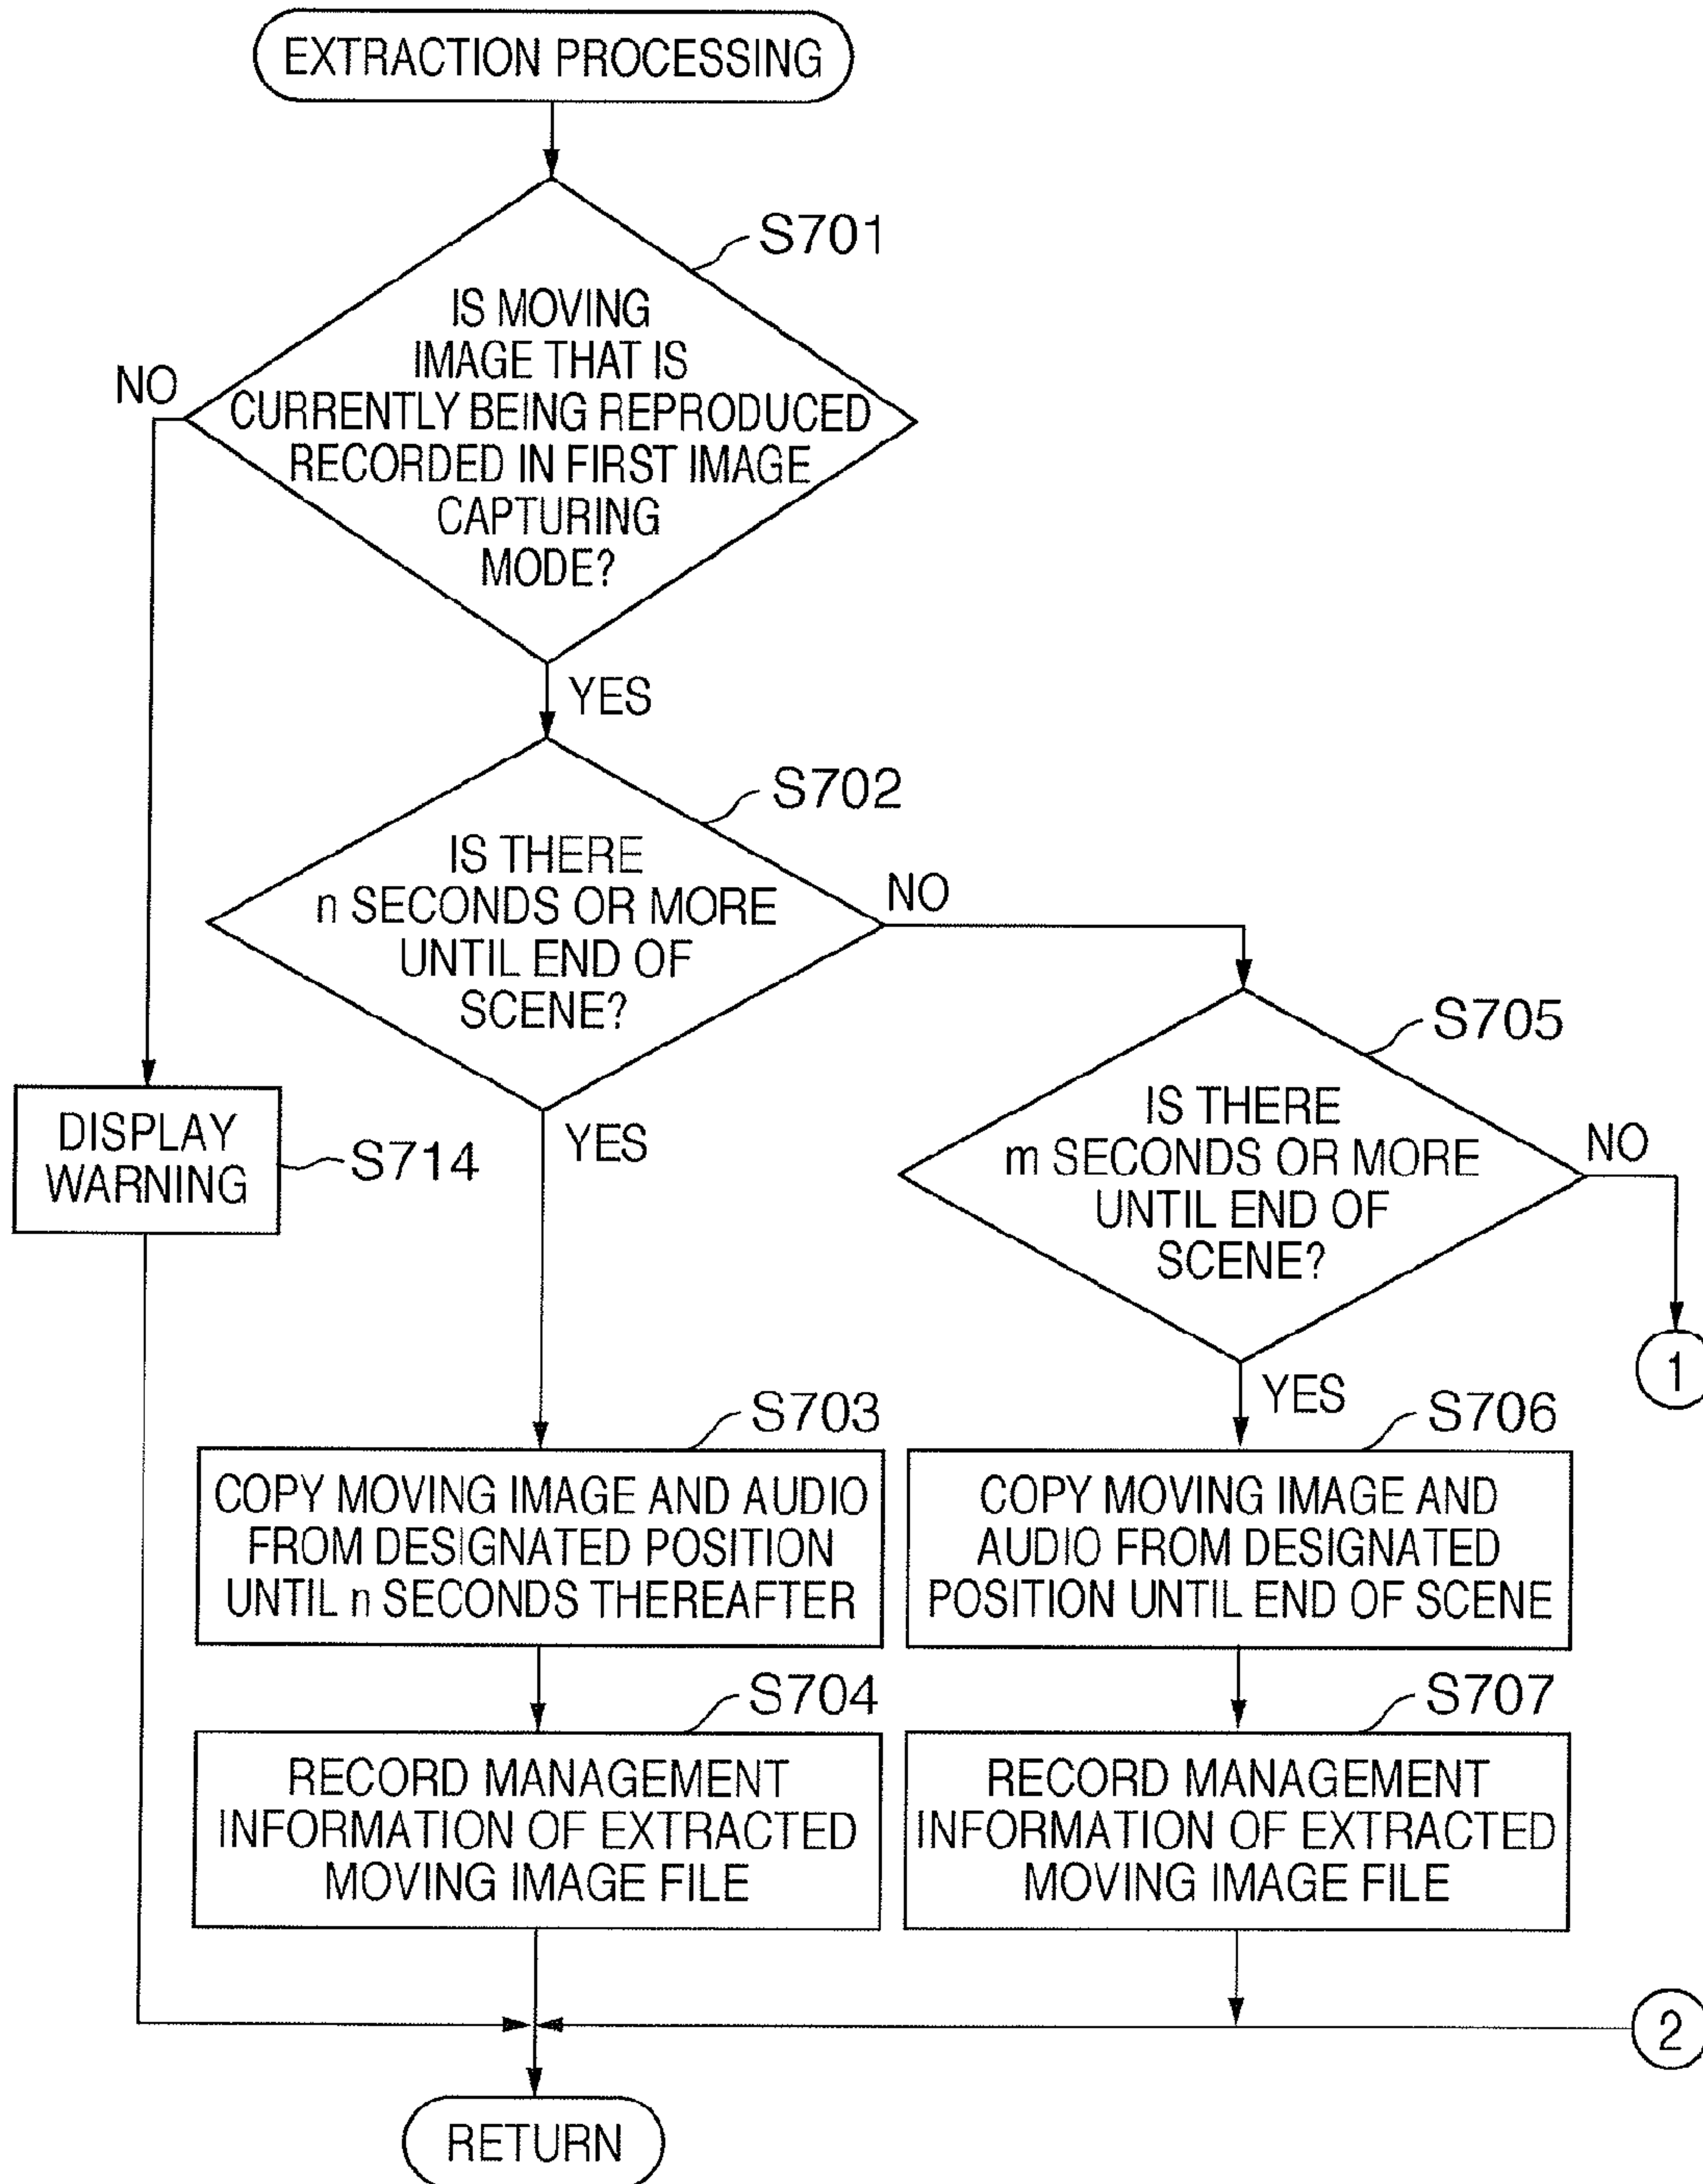 EXTRACTION PROCESSING
S701
IS MOVING
IMAGE THAT IS
CURRENTLY BEING REPRODUCED
RECORDED IN FIRST IMAGE
CAPTURING
MODE?
NO
YES
S702
IS THERE
n SECONDS OR MORE
UNTIL END OF
SCENE?
NO
YES
S705
IS THERE
m SECONDS OR MORE
UNTIL END OF
SCENE?
NO
YES
1
DISPLAY
WARNING
S714
S703
COPY MOVING IMAGE AND AUDIO
FROM DESIGNATED POSITION
UNTIL n SECONDS THEREAFTER
S706
COPY MOVING IMAGE AND
AUDIO FROM DESIGNATED
POSITION UNTIL END OF SCENE
S704
RECORD MANAGEMENT
INFORMATION OF EXTRACTED
MOVING IMAGE FILE
S707
RECORD MANAGEMENT
INFORMATION OF EXTRACTED
MOVING IMAGE FILE
2
RETURN